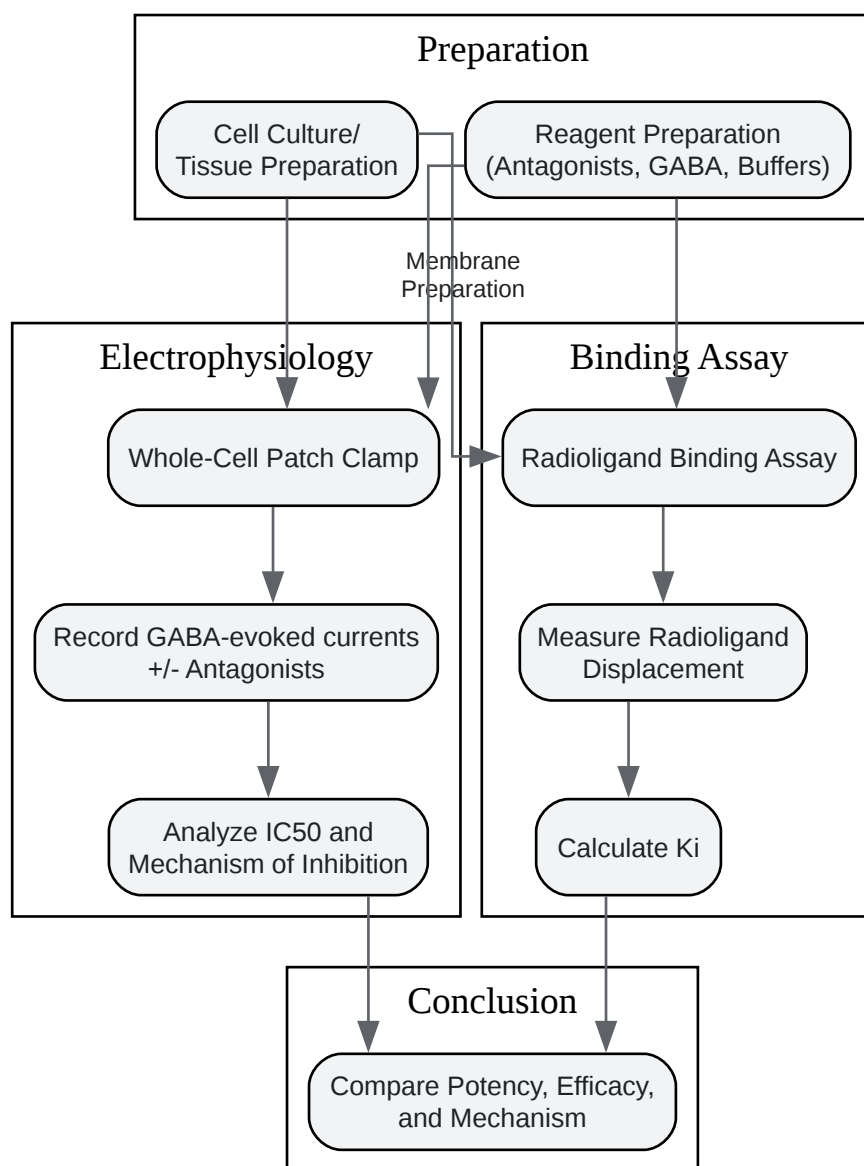 Preparation
Cell Culture/
Tissue Preparation
Reagent Preparation
(Antagonists, GABA, Buffers)
Membrane
Preparation
Electrophysiology
Whole-Cell Patch Clamp
Record GABA-evoked currents
+/- Antagonists
Analyze IC50 and
Mechanism of Inhibition
Binding Assay
Radioligand Binding Assay
Measure Radioligand
Displacement
Calculate Ki
Conclusion
Compare Potency, Efficacy,
and Mechanism